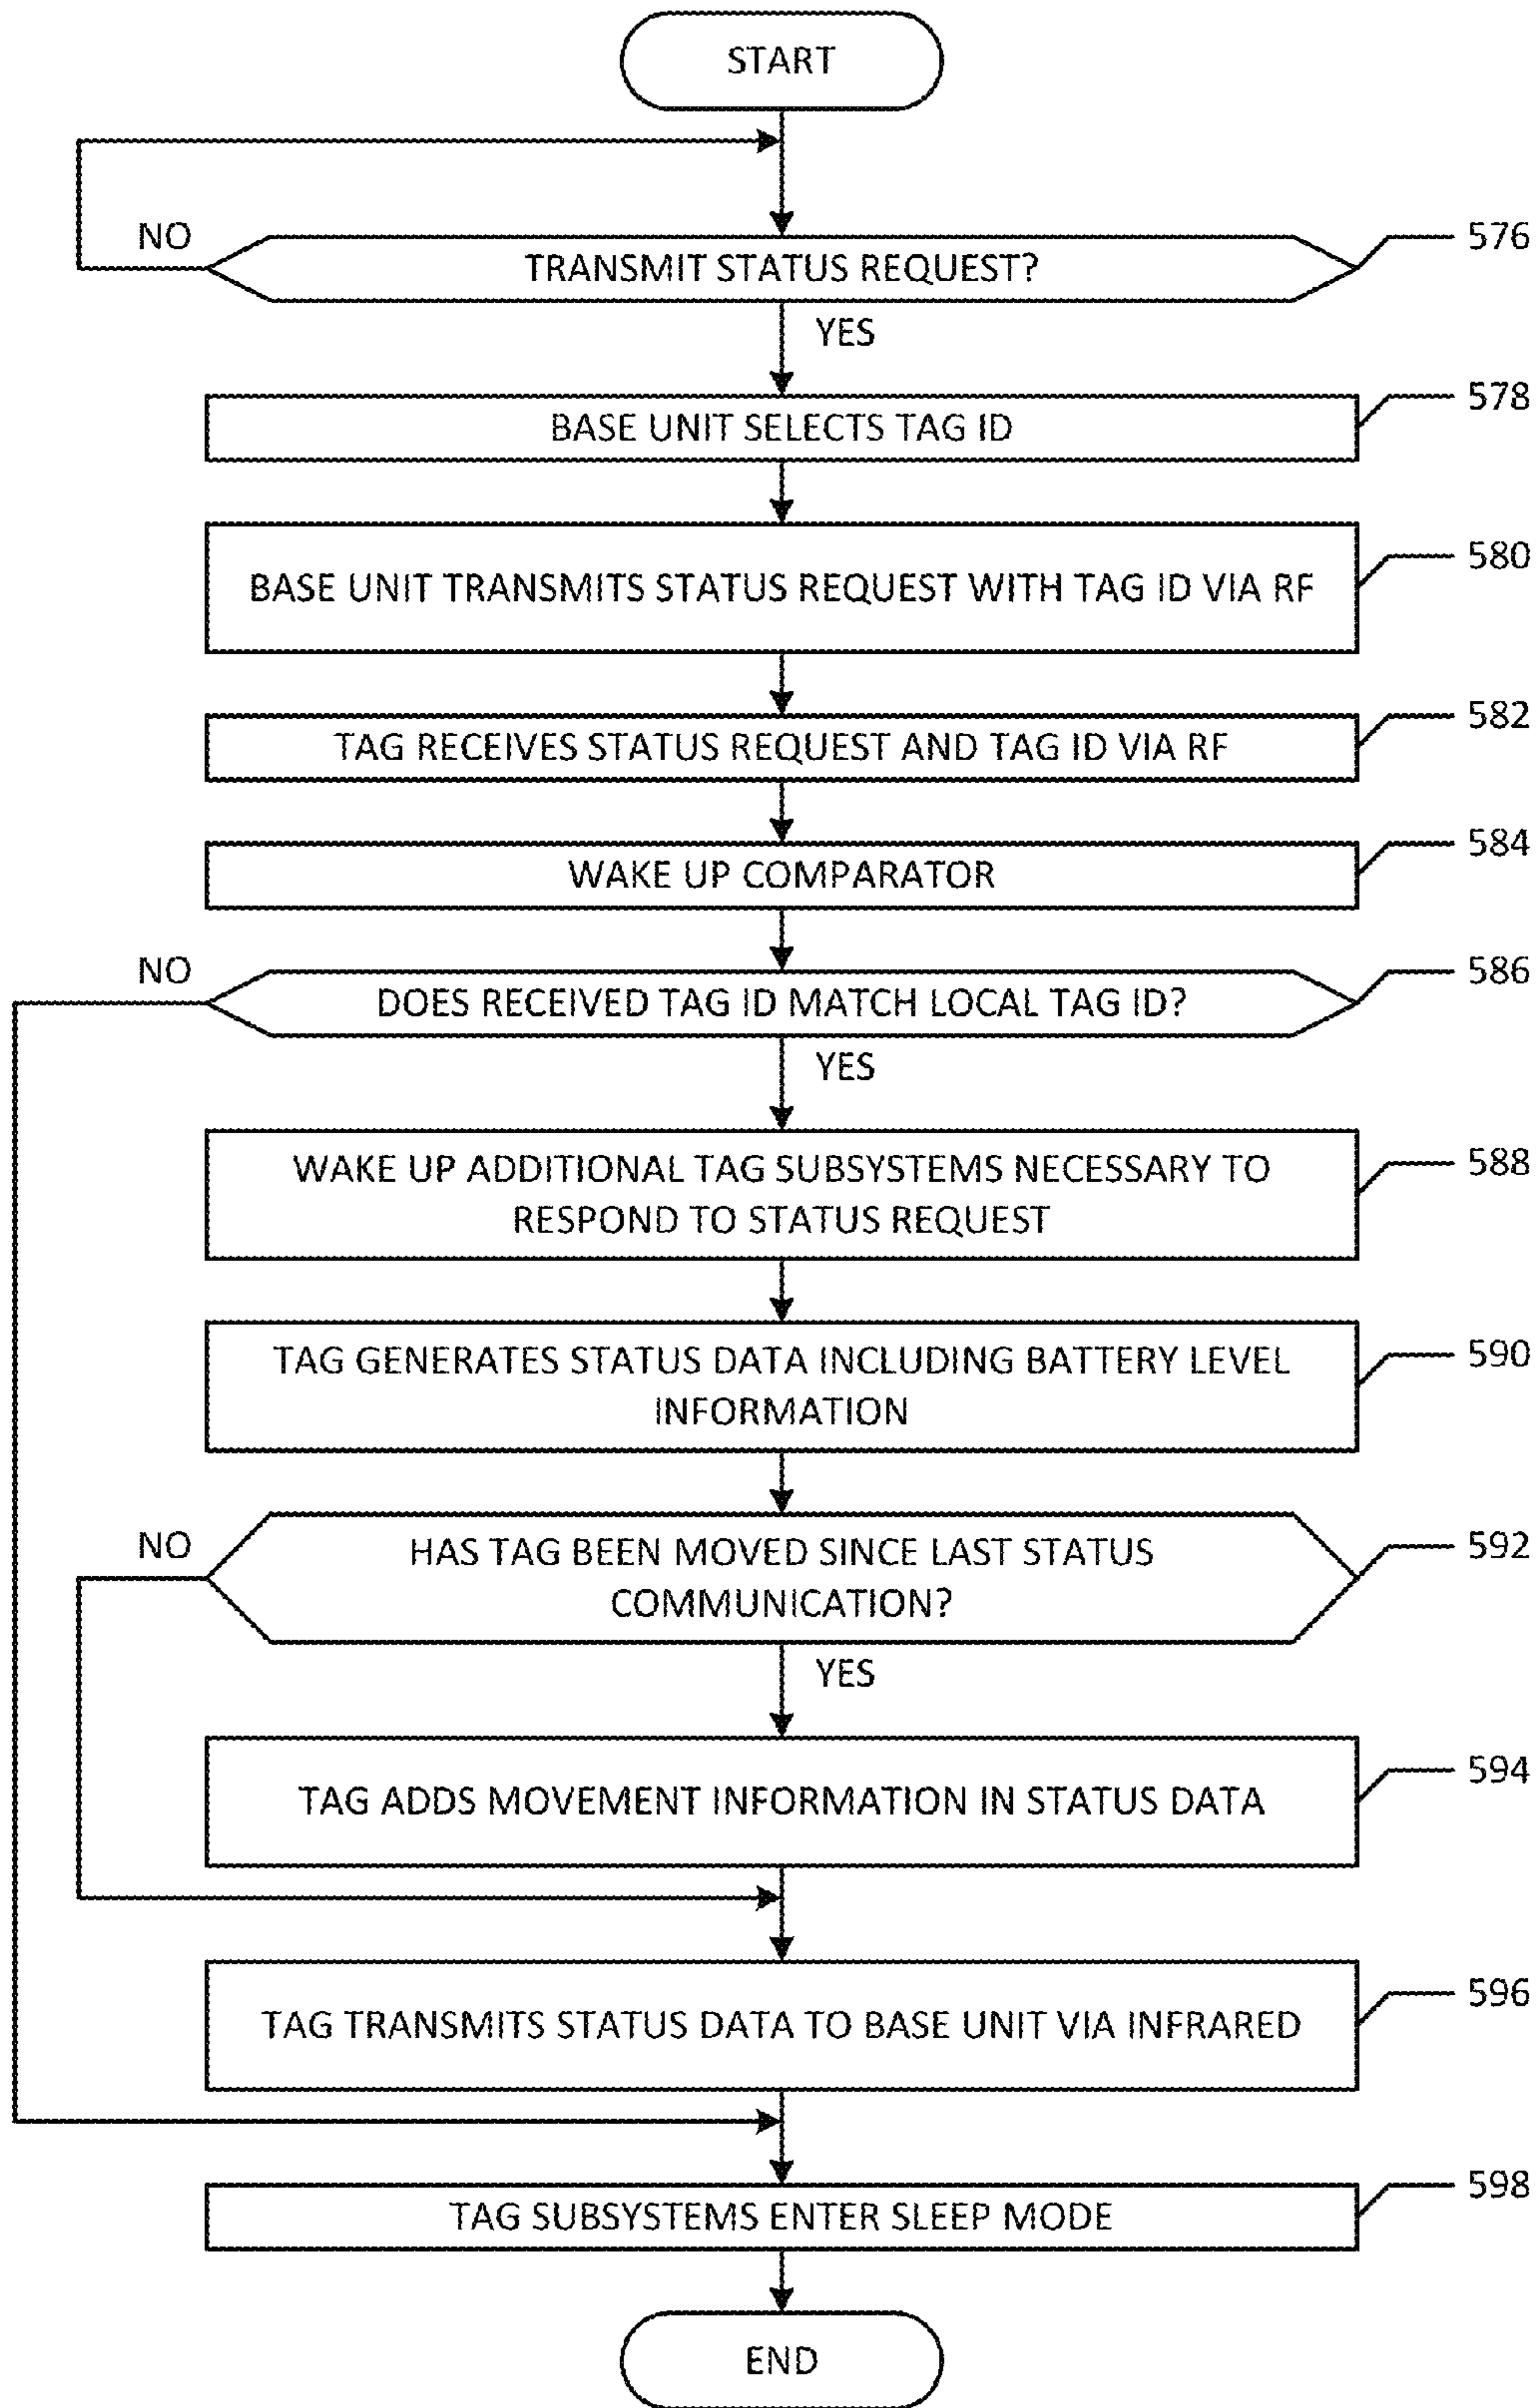 START
NO
576
TRANSMIT STATUS REQUEST?
YES
578
BASE UNIT SELECTS TAG ID
580
BASE UNIT TRANSMITS STATUS REQUEST WITH TAG ID VIA RF
582
TAG RECEIVES STATUS REQUEST AND TAG ID VIA RF
584
WAKE UP COMPARATOR
NO
586
DOES RECEIVED TAG ID MATCH LOCAL TAG ID?
YES
588
WAKE UP ADDITIONAL TAG SUBSYSTEMS NECESSARY TO
RESPOND TO STATUS REQUEST
590
TAG GENERATES STATUS DATA INCLUDING BATTERY LEVEL
INFORMATION
NO
592
HAS TAG BEEN MOVED SINCE LAST STATUS
COMMUNICATION?
YES
594
TAG ADDS MOVEMENT INFORMATION IN STATUS DATA
596
TAG TRANSMITS STATUS DATA TO BASE UNIT VIA INFRARED
598
TAG SUBSYSTEMS ENTER SLEEP MODE
END